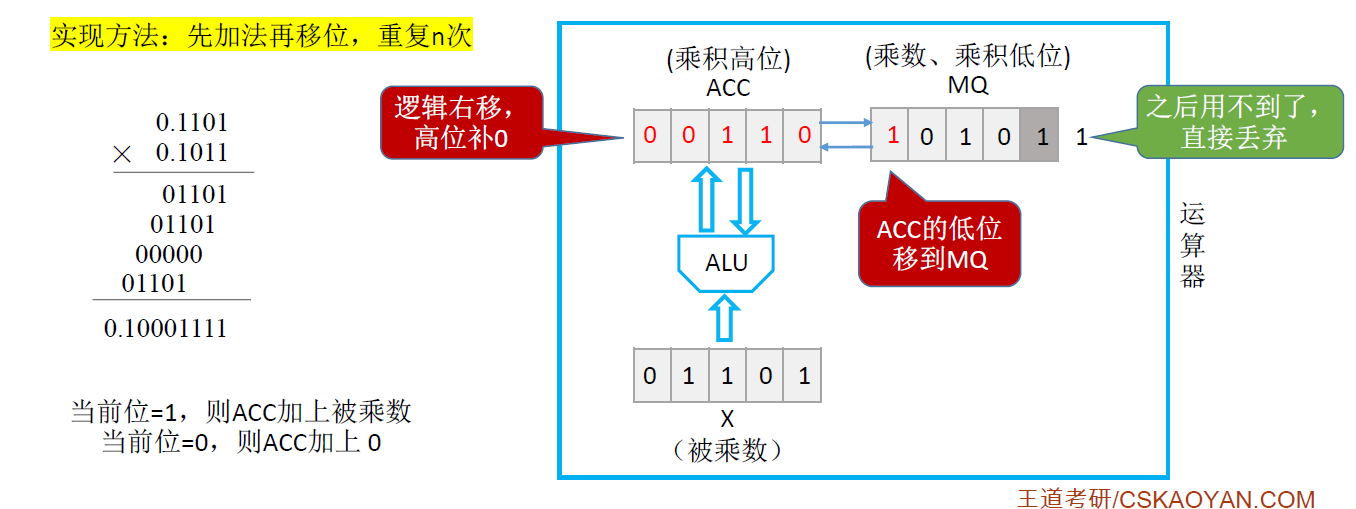 实现方法：先加法再移位，重复n次
0.1101
× 0.1011
01101
01101
00000
01101
0.10001111
当前位=1，则ACC加上被乘数
当前位=0，则ACC加上 0
(乘积高位)
ACC
(乘数、乘积低位)
MQ
逻辑右移，
高位补0
0 0 1 1 0
1 0 1 0 1 1
之后用不到了，
直接丢弃
ACC的低位
移到MQ
ALU
0 1 1 0 1
X
（被乘数）
运算器
王道考研/CSKAOYAN.COM